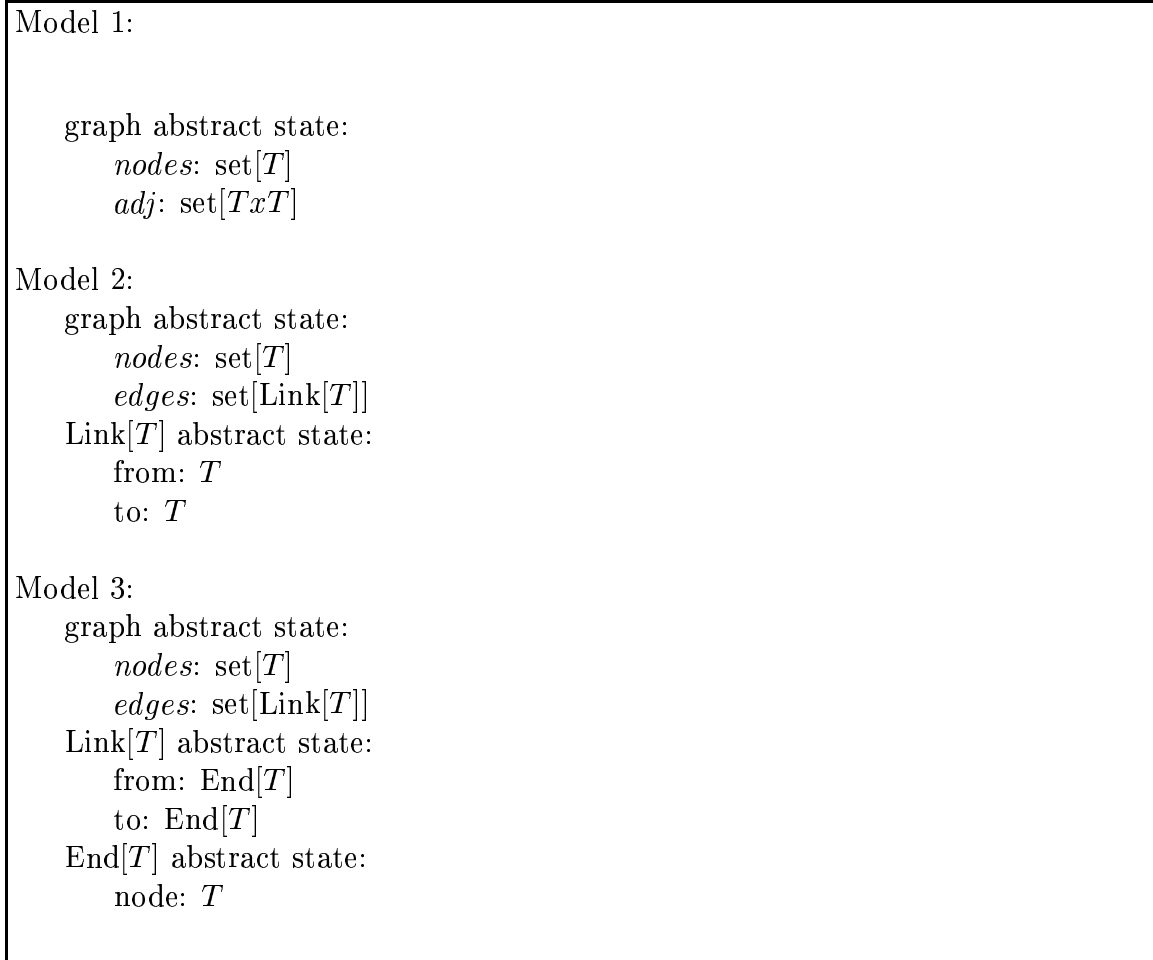 Model 1:
graph abstract state:
nodes: set[T]
adj: set[TxT]
Model 2:
graph abstract state:
nodes: set[T]
edges: set[Link[T]]
Link[T] abstract state:
from: T
to: T
Model 3:
graph abstract state:
nodes: set[T]
edges: set[Link[T]]
Link[T] abstract state:
from: End[T]
to: End[T]
End[T] abstract state:
node: T